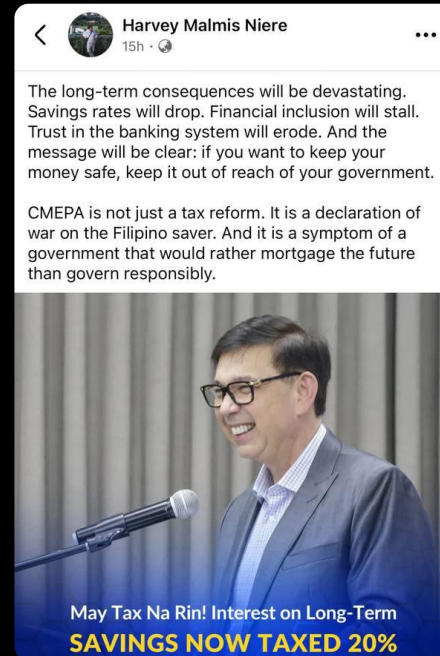 Harvey Malmis Niere
15h
The long-term consequences will be devastating.
Savings rates will drop. Financial inclusion will stall.
Trust in the banking system will erode. And the
message will be clear: if you want to keep your
money safe, keep it out of reach of your government.
CMEPA is not just a tax reform. It is a declaration of
war on the Filipino saver. And it is a symptom of a
government that would rather mortgage the future
than govern responsibly.
May Tax Na Rin! Interest on Long-Term
SAVINGS NOW TAXED 20%